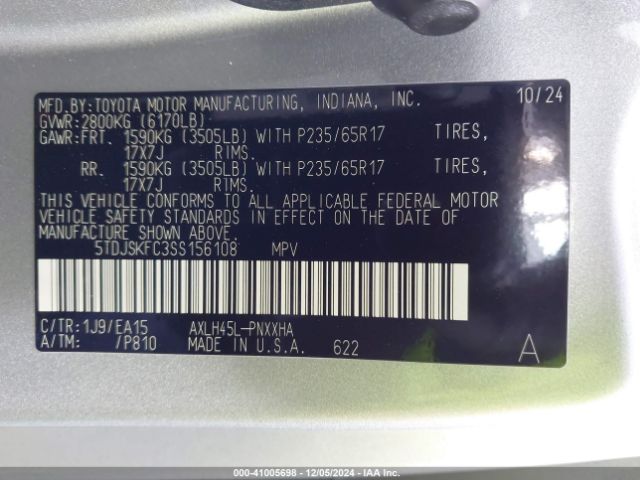 MFD.BY:TOYOTA MOTOR MANUFACTURING, INDIANA, INC. 10/24
GVWR:2800KG (6170LB)
GAWR:FRT. 1590KG (3505LB) WITH P235/65R17 TIRES,
17X7J RIMS.
RR. 1590KG (3505LB) WITH P235/65R17 TIRES,
17X7J RIMS.
THIS VEHICLE CONFORMS TO ALL APPLICABLE FEDERAL MOTOR
VEHICLE SAFETY STANDARDS IN EFFECT ON THE DATE OF
MANUFACTURE SHOWN ABOVE.
5TDJSKFC3SS156108 MPV
C/TR:1J9/EA15 AXLH45L-PNXXHA
A/TM: /P810 MADE IN U.S.A. 622 A
000-41005698 - 12/05/2024 - IAA Inc.